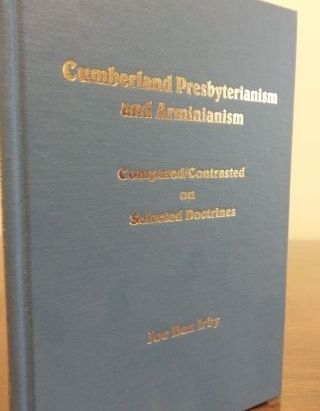 Cumberland Presbyterianism
and Arminianism
Compared/Contrasted
on
Selected Doctrines
Joe Ben Irby